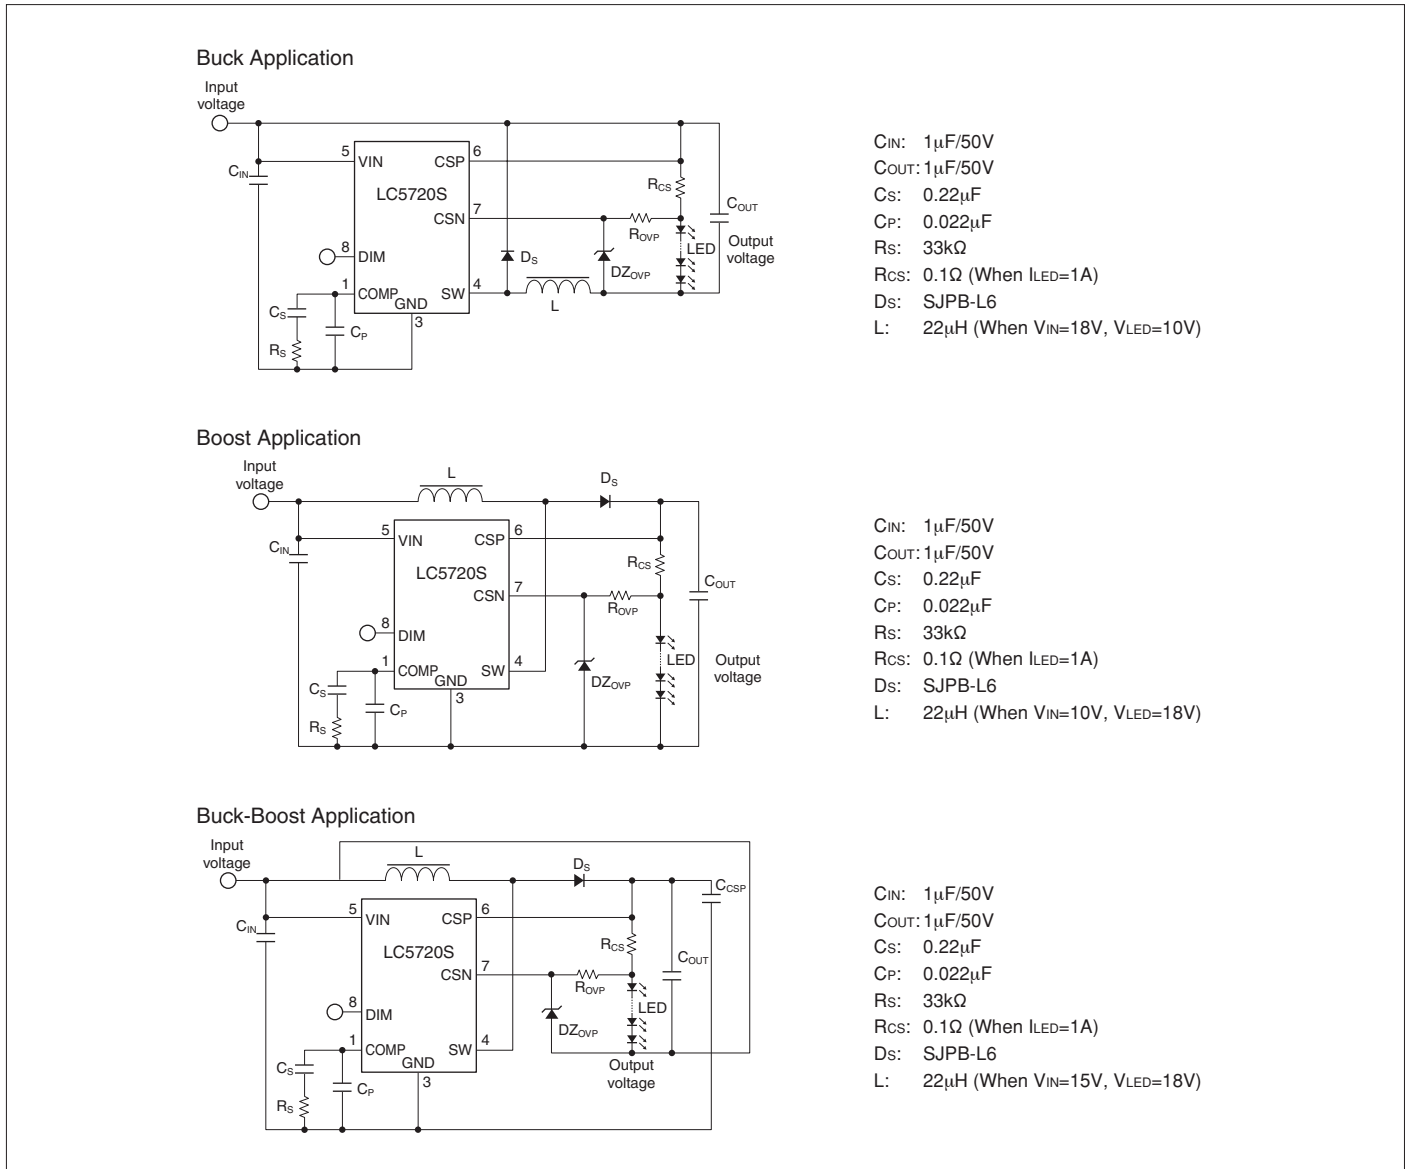 Buck Application
Input
voltage
5
VIN
CSP
6
CIN
LC5720S
RCS
COUT
CSN
7
ROVP
LED
Output
voltage
8
DIM
DS
DZOVP
1
COMP
GND
SW
4
L
3
CS
CP
RS
CIN: 1μF/50V
COUT: 1μF/50V
CS: 0.22μF
CP: 0.022μF
RS: 33kΩ
RCS: 0.1Ω (When ILED=1A)
DS: SJPB-L6
L: 22μH (When VIN=18V, VLED=10V)
Boost Application
Input
voltage
L
DS
5
VIN
CSP
6
CIN
LC5720S
RCS
COUT
CSN
7
ROVP
8
DIM
LED
Output
voltage
1
COMP
GND
SW
4
DZOVP
3
CS
CP
RS
CIN: 1μF/50V
COUT: 1μF/50V
CS: 0.22μF
CP: 0.022μF
RS: 33kΩ
RCS: 0.1Ω (When ILED=1A)
DS: SJPB-L6
L: 22μH (When VIN=10V, VLED=18V)
Buck-Boost Application
Input
voltage
L
DS
CCSP
5
VIN
CSP
6
CIN
LC5720S
RCS
COUT
CSN
7
ROVP
8
DIM
LED
DZOVP
1
COMP
GND
SW
4
Output
voltage
3
CS
CP
RS
CIN: 1μF/50V
COUT: 1μF/50V
CS: 0.22μF
CP: 0.022μF
RS: 33kΩ
RCS: 0.1Ω (When ILED=1A)
DS: SJPB-L6
L: 22μH (When VIN=15V, VLED=18V)